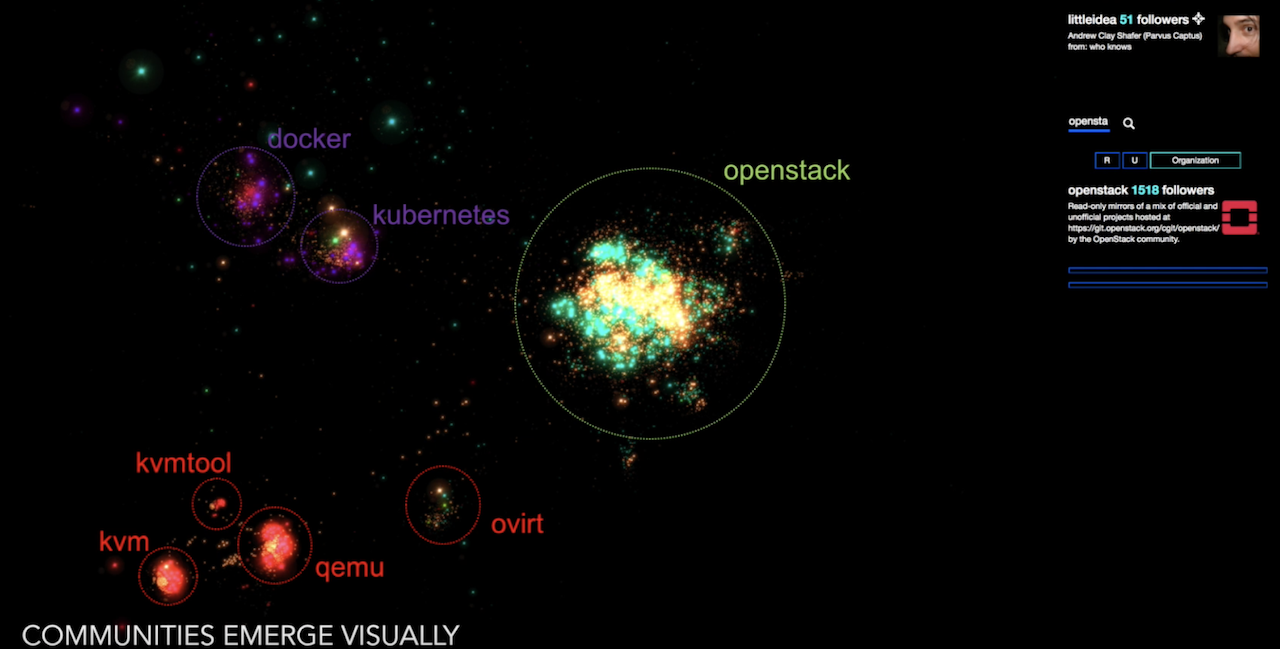 littleidea 51 followers
Andrew Clay Shafer (Parvus Captus)
from: who knows
opensta
R U Organization
openstack 1518 followers
Read-only mirrors of a mix of official and
unofficial projects hosted at
https://git.openstack.org/cgit/openstack/
by the OpenStack community.
docker
kubernetes
openstack
kvmtool
kvm
qemu
ovirt
COMMUNITIES EMERGE VISUALLY